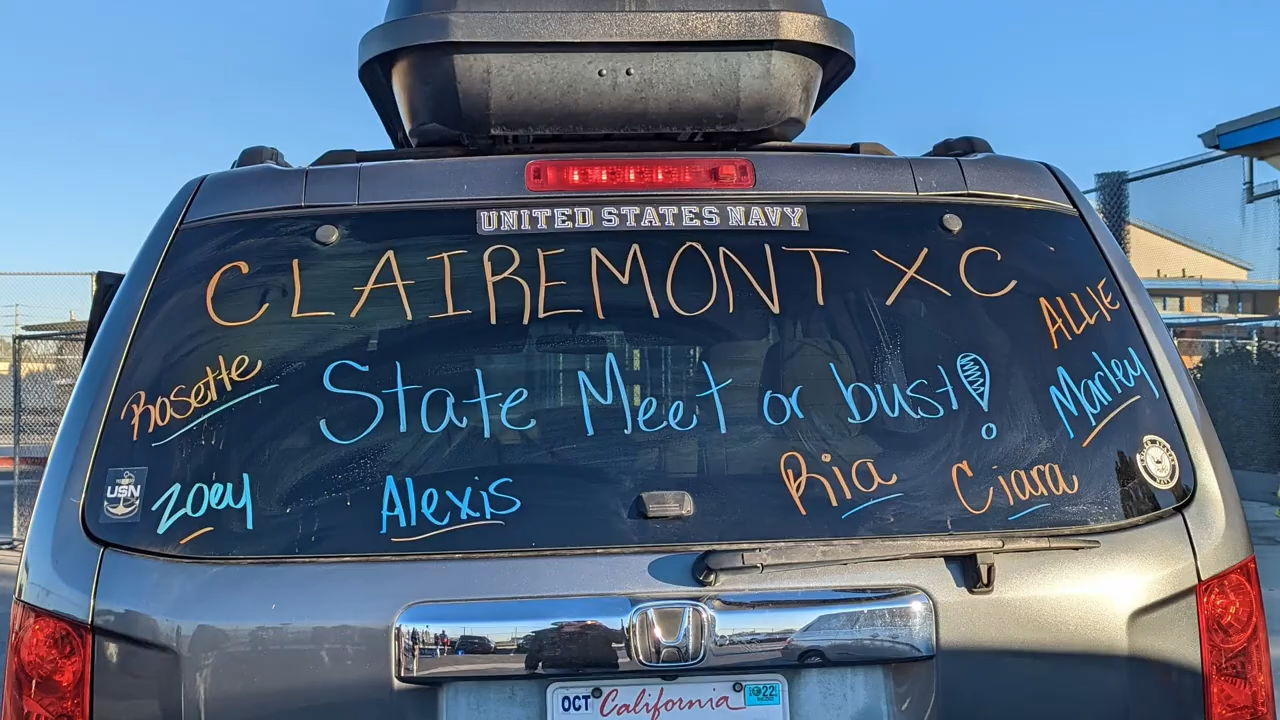 UNITED STATES NAVY
CLAIREMONT XC
ALLIE
Rosette
State Meet or bust!
Marley
USN
Zoey
Alexis
Ria
Ciara
OCT California 22